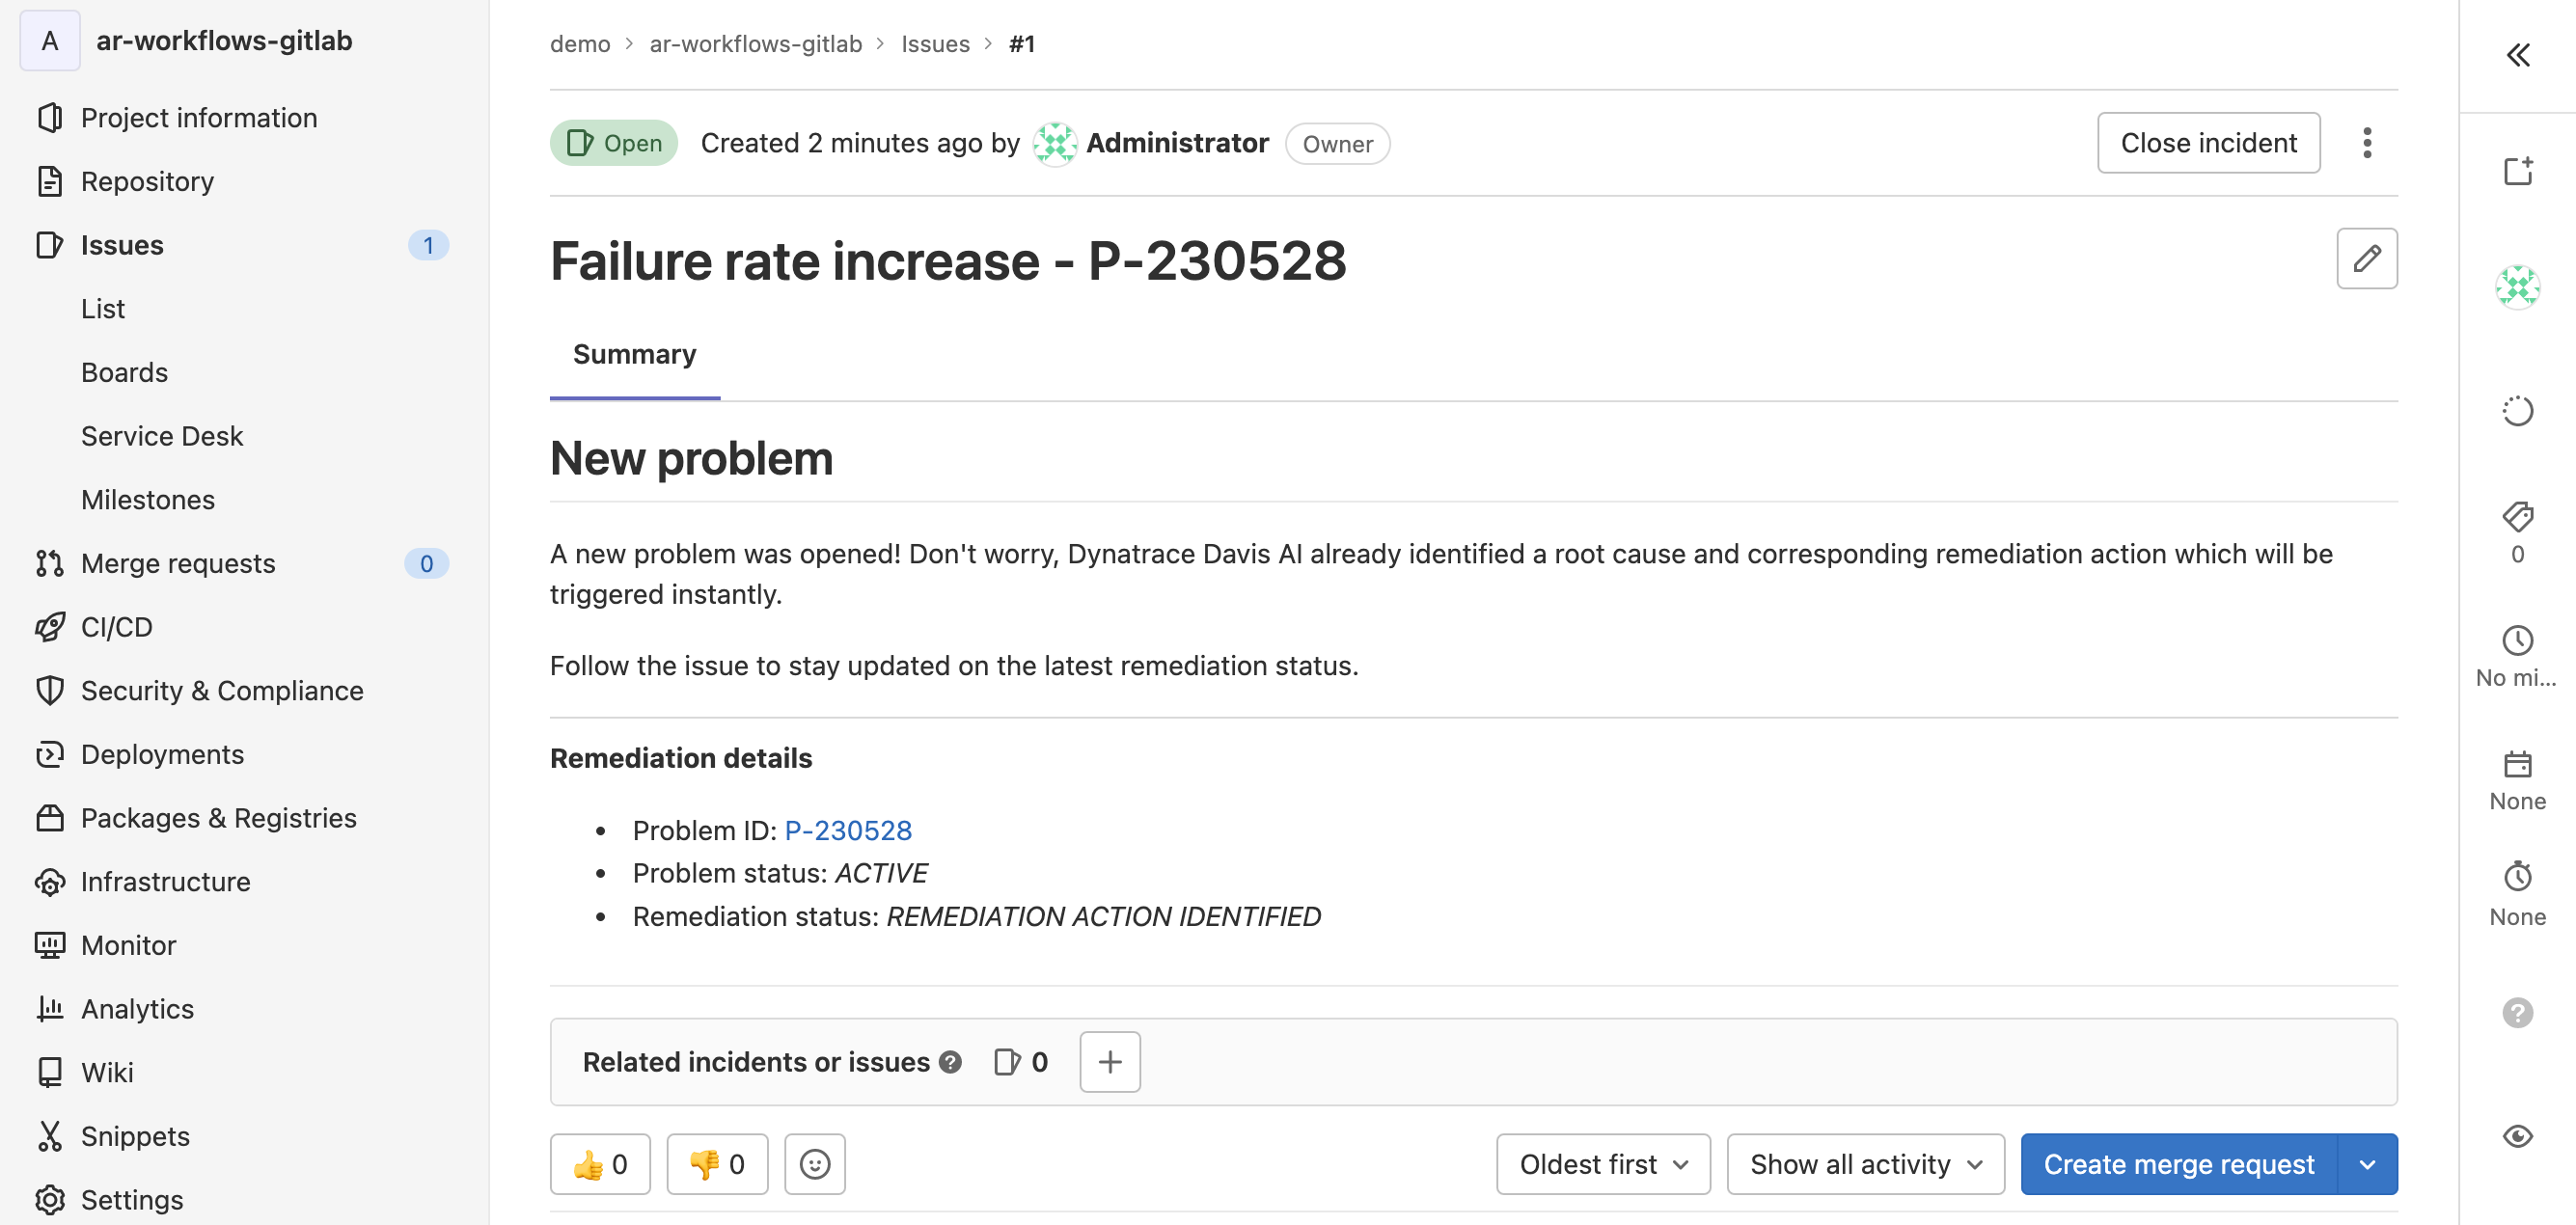 A ar-workflows-gitlab
Project information
Repository
Issues 1
List
Boards
Service Desk
Milestones
Merge requests 0
CI/CD
Security & Compliance
Deployments
Packages & Registries
Infrastructure
Monitor
Analytics
Wiki
Snippets
Settings
demo > ar-workflows-gitlab > Issues > #1
Open Created 2 minutes ago by Administrator Owner Close incident
Failure rate increase - P-230528
Summary
New problem
A new problem was opened! Don't worry, Dynatrace Davis AI already identified a root cause and corresponding remediation action which will be
triggered instantly.
Follow the issue to stay updated on the latest remediation status.
Remediation details
• Problem ID: P-230528
• Problem status: ACTIVE
• Remediation status: REMEDIATION ACTION IDENTIFIED
Related incidents or issues ? 0 +
👍 0 👎 0 Oldest first Show all activity Create merge request
0
No mi...
None
None
?